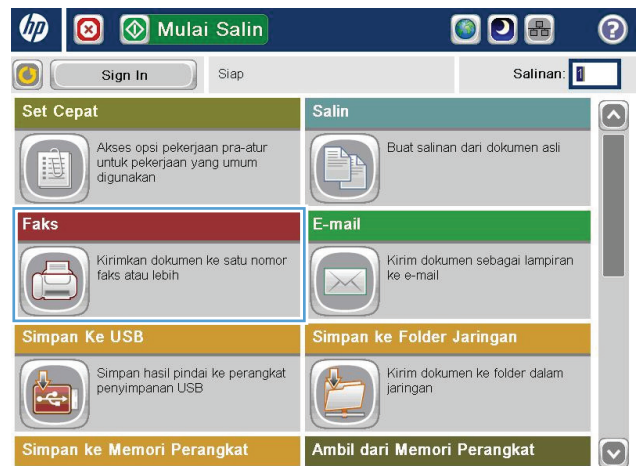 hp
Mulai Salin
?
Sign In
Siap
Salinan: 1
Set Cepat
Akses opsi pekerjaan pra-atur
untuk pekerjaan yang umum
digunakan
Salin
Buat salinan dari dokumen asli
Faks
Kirimkan dokumen ke satu nomor
faks atau lebih
E-mail
Kirim dokumen sebagai lampiran
ke e-mail
Simpan Ke USB
Simpan hasil pindai ke perangkat
penyimpanan USB
Simpan ke Folder Jaringan
Kirim dokumen ke folder dalam
jaringan
Simpan ke Memori Perangkat
Ambil dari Memori Perangkat